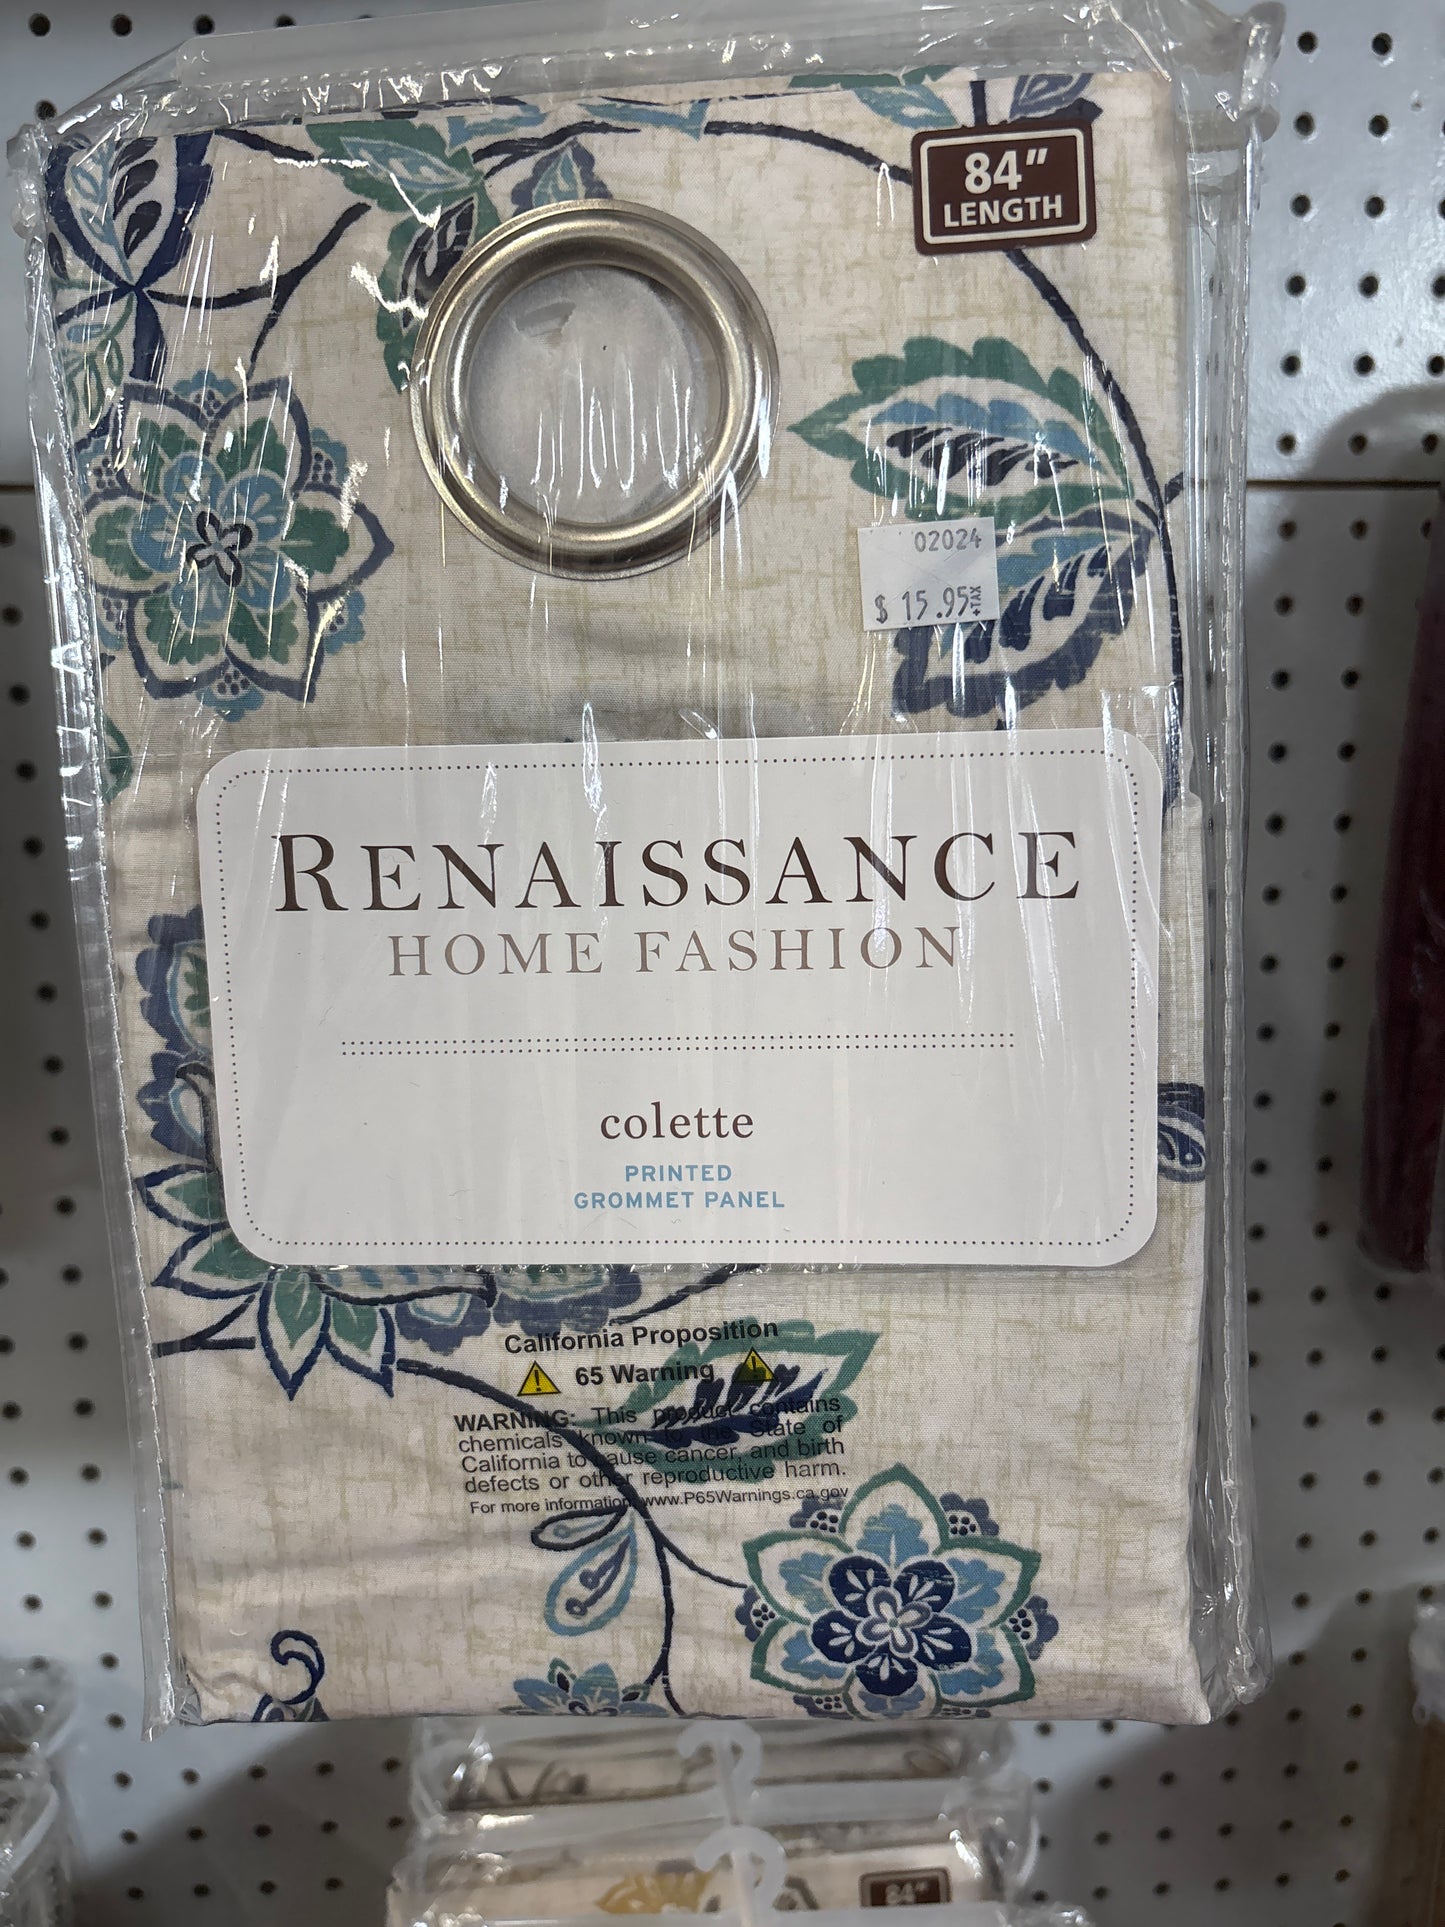 84"
LENGTH
02024
$ 15.95 +TAX
RENAISSANCE
HOME FASHION
colette
PRINTED
GROMMET PANEL
California Proposition
65 Warning
WARNING: This product contains
chemicals known to the State of
California to cause cancer, and birth
defects or other reproductive harm.
For more information www.P65Warnings.ca.gov
84"